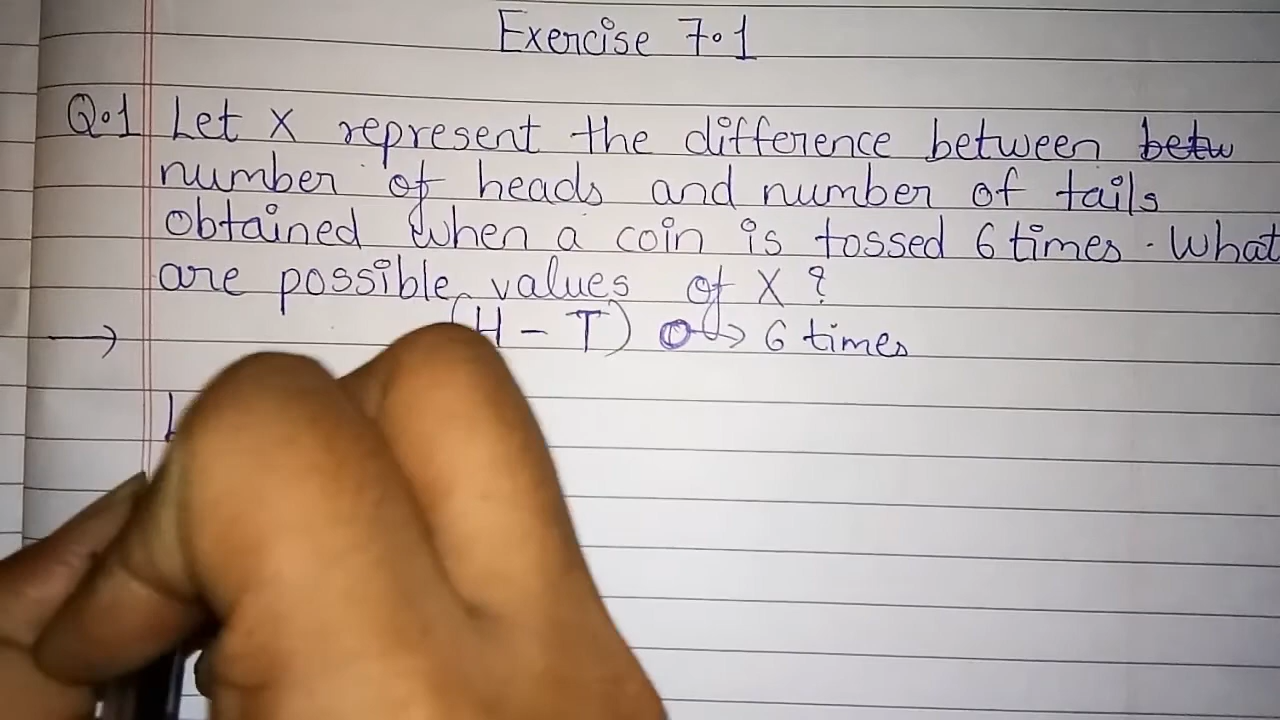 Exercise 7.1
Q.1 Let X represent the difference between betw
number of heads and number of tails
obtained when a coin is tossed 6 times. What
are possible values of X ?
→ (H - T) → 6 times